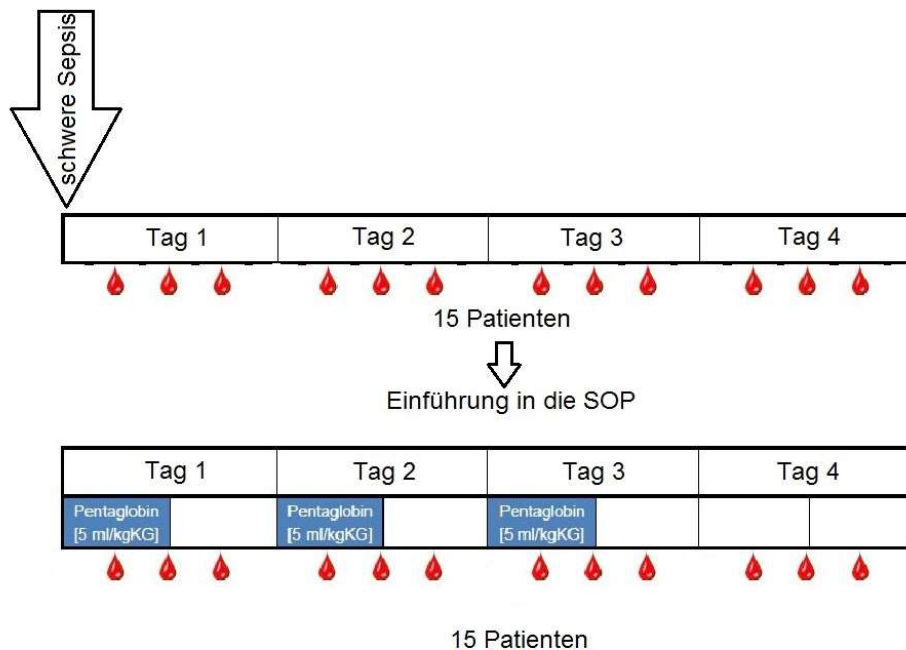 schwere Sepsis
Tag 1 Tag 2 Tag 3 Tag 4
15 Patienten
Einführung in die SOP
Tag 1 Tag 2 Tag 3 Tag 4
Pentaglobin Pentaglobin Pentaglobin
[5 ml/kgKG] [5 ml/kgKG] [5 ml/kgKG]
15 Patienten